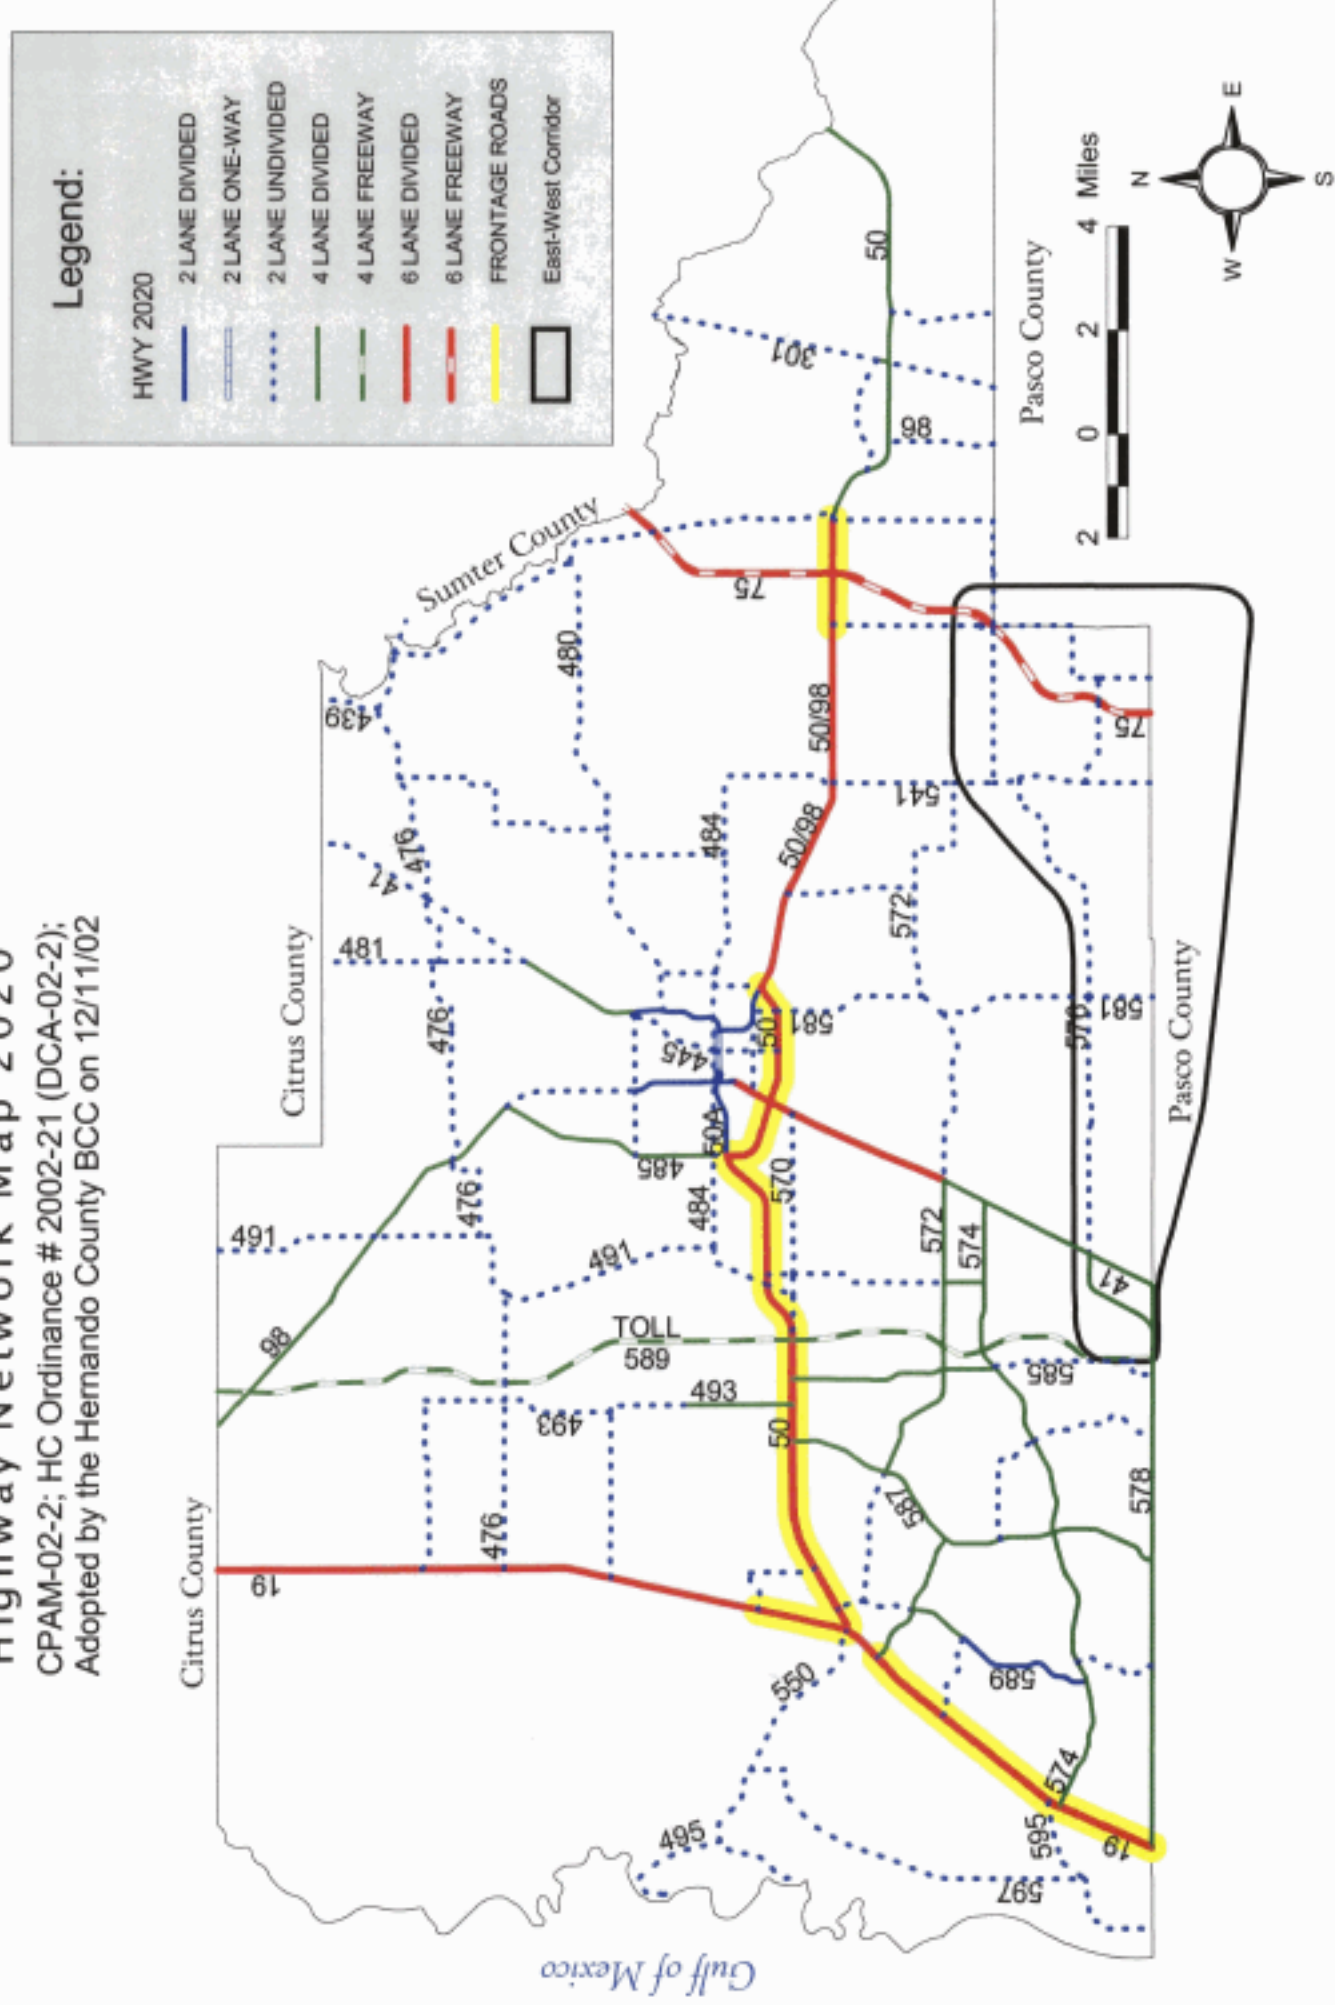 Highway Network Map 2020
CPAM-02-2; HC Ordinance # 2002-21 (DCA-02-2);
Adopted by the Hernando County BCC on 12/11/02
Legend:
HWY 2020
2 LANE DIVIDED
2 LANE ONE-WAY
2 LANE UNDIVIDED
4 LANE DIVIDED
4 LANE FREEWAY
6 LANE DIVIDED
6 LANE FREEWAY
FRONTAGE ROADS
East-West Corridor
Citrus County
Citrus County
Sumter County
Gulf of Mexico
Pasco County
Pasco County
19
98
491
481
41
439
476
476
476
476
480
493
493
TOLL
589
491
485
484
484
445
50A
50
50
50/98
50/98
75
75
301
98
50
550
495
597
595
19
574
589
587
578
585
572
574
41
570
570
581
581
572
541
2
0
2
4
Miles
N
E
S
W